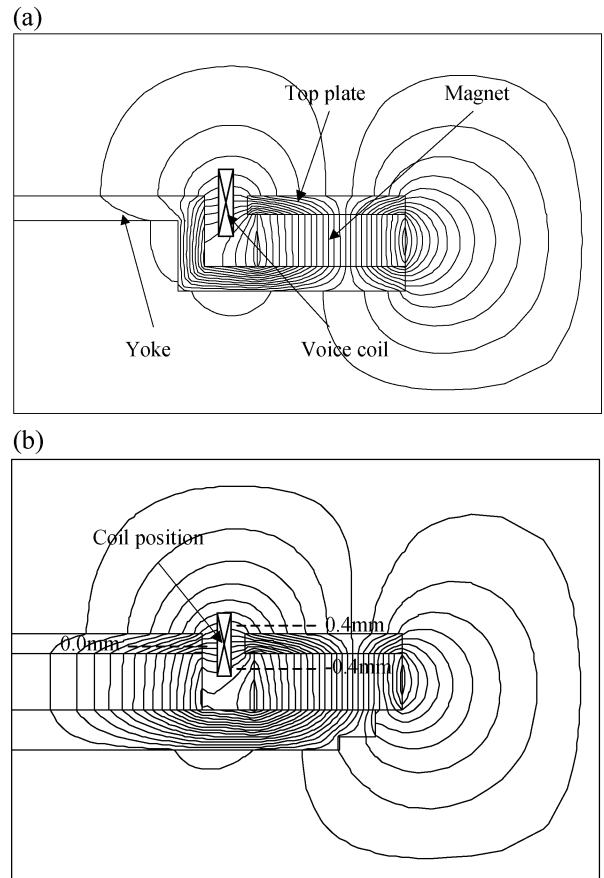 (a)
Top plate
Magnet
Yoke
Voice coil
(b)
Coil position
0.4mm
0.0mm
-0.4mm